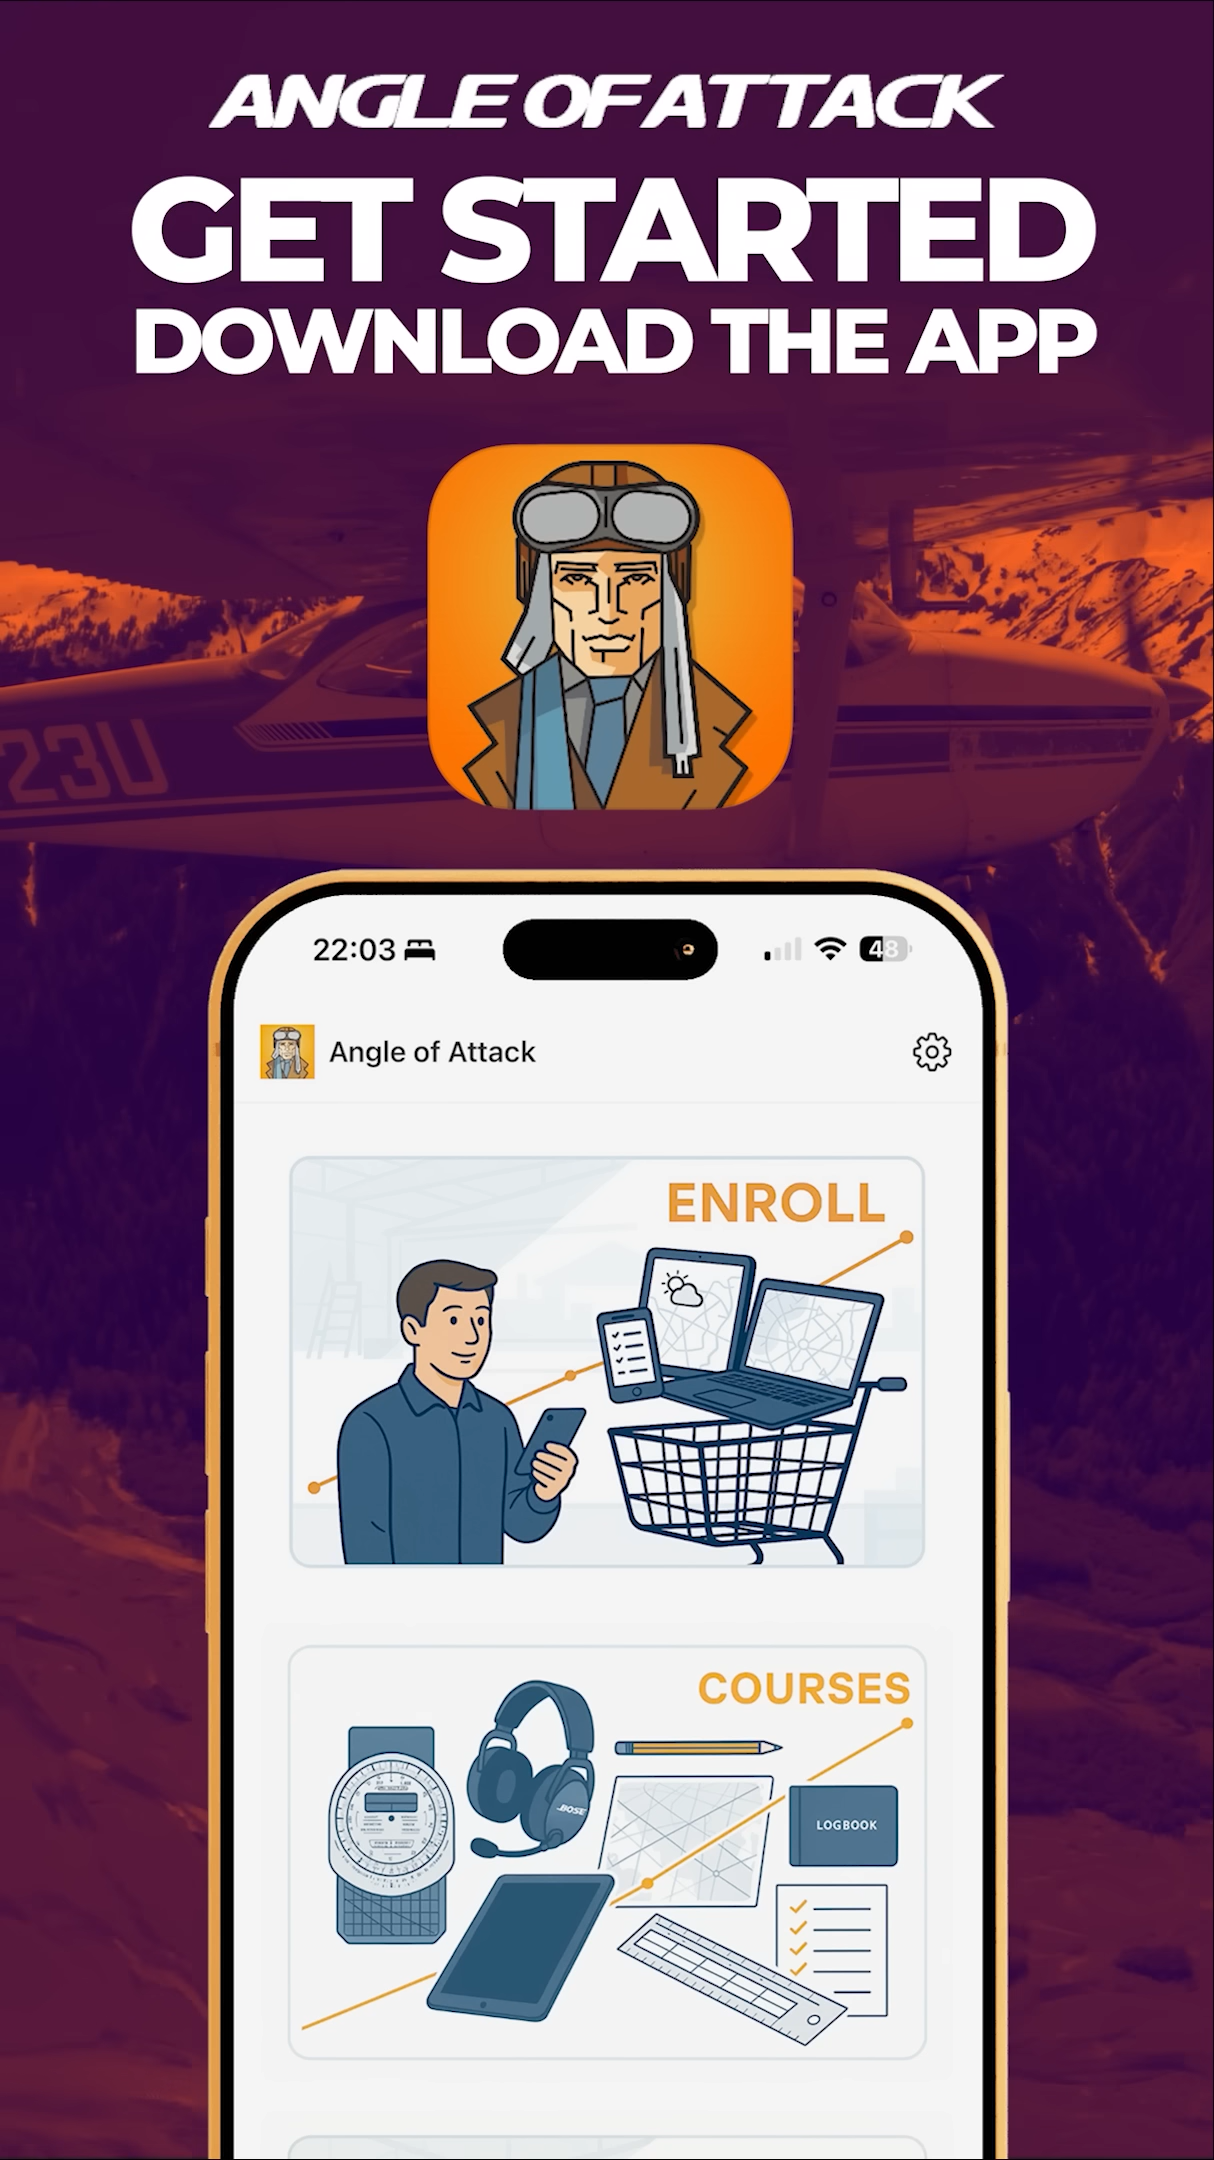 ANGLE OF ATTACK
GET STARTED
DOWNLOAD THE APP
23U
22:03
48
Angle of Attack
ENROLL
COURSES
BOSE
LOGBOOK